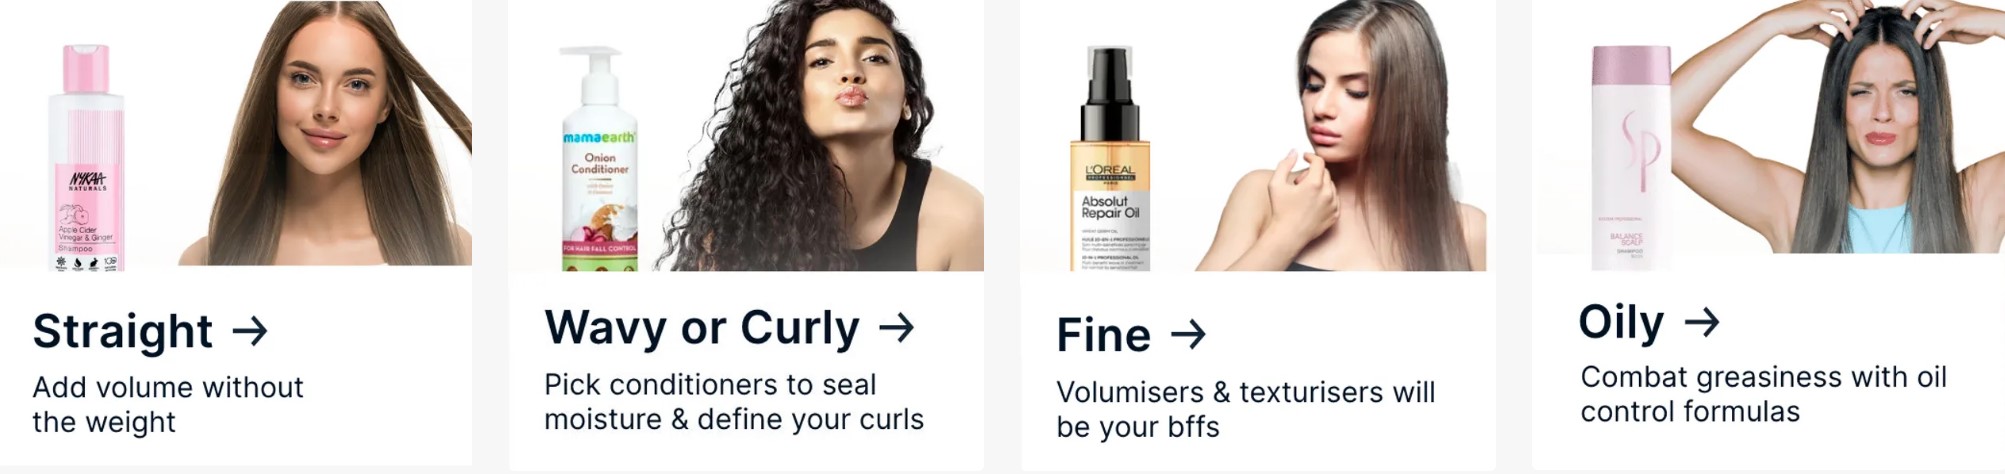 NYKAA
NATURALS
Apple Cider
Vinegar & Ginger
Shampoo
Straight →
Add volume without
the weight
mamaearth
Onion
Conditioner
FOR HAIR FALL CONTROL
Wavy or Curly →
Pick conditioners to seal
moisture & define your curls
L'ORÉAL
PROFESSIONNEL
PARIS
Absolut
Repair Oil
Fine →
Volumisers & texturisers will
be your bffs
SP
BALANCE
SCALP
SHAMPOO
Oily →
Combat greasiness with oil
control formulas